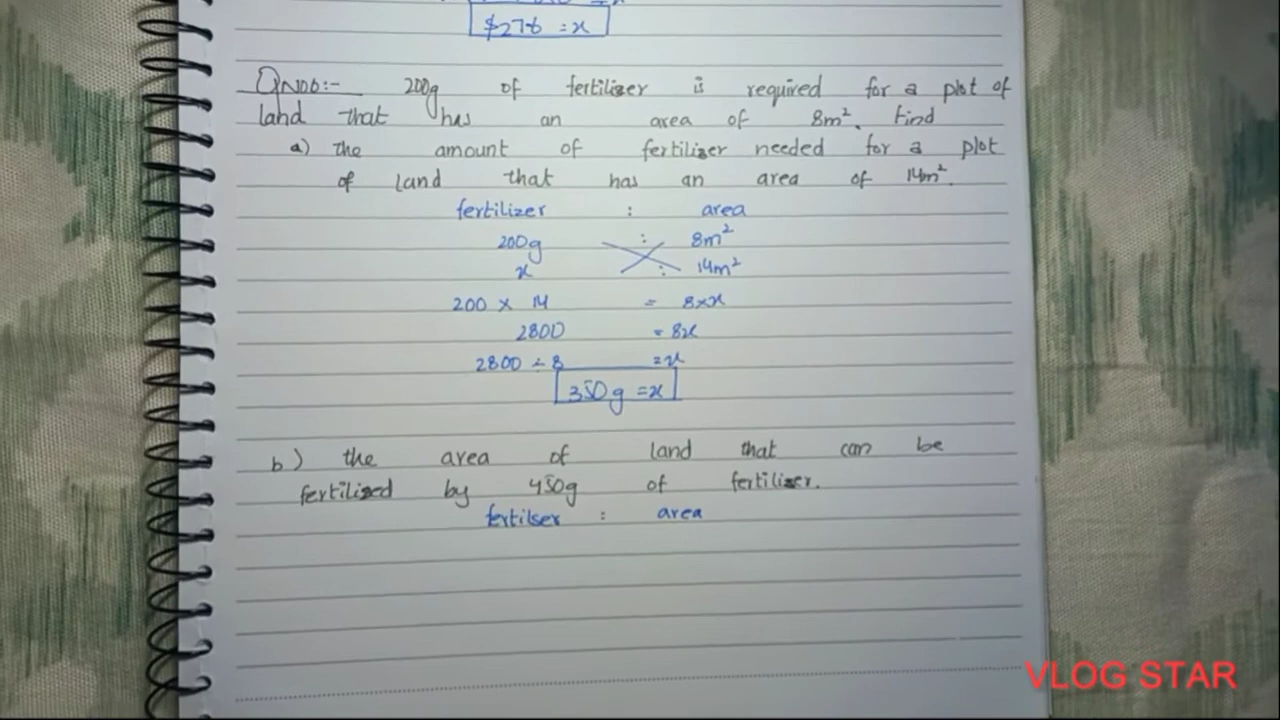 $276 = x
QNo6:- 200g of fertilizer is required for a plot of
land that has an area of 8m². Find
a) the amount of fertilizer needed for a plot
of land that has an area of 14m².
fertilizer : area
200g : 8m²
x : 14m²
200 × 14 = 8×x
2800 = 8x
2800 ÷ 8 = x
350g = x
b) the area of land that can be
fertilised by 450g of fertilizer.
fertilser : area
VLOG STAR